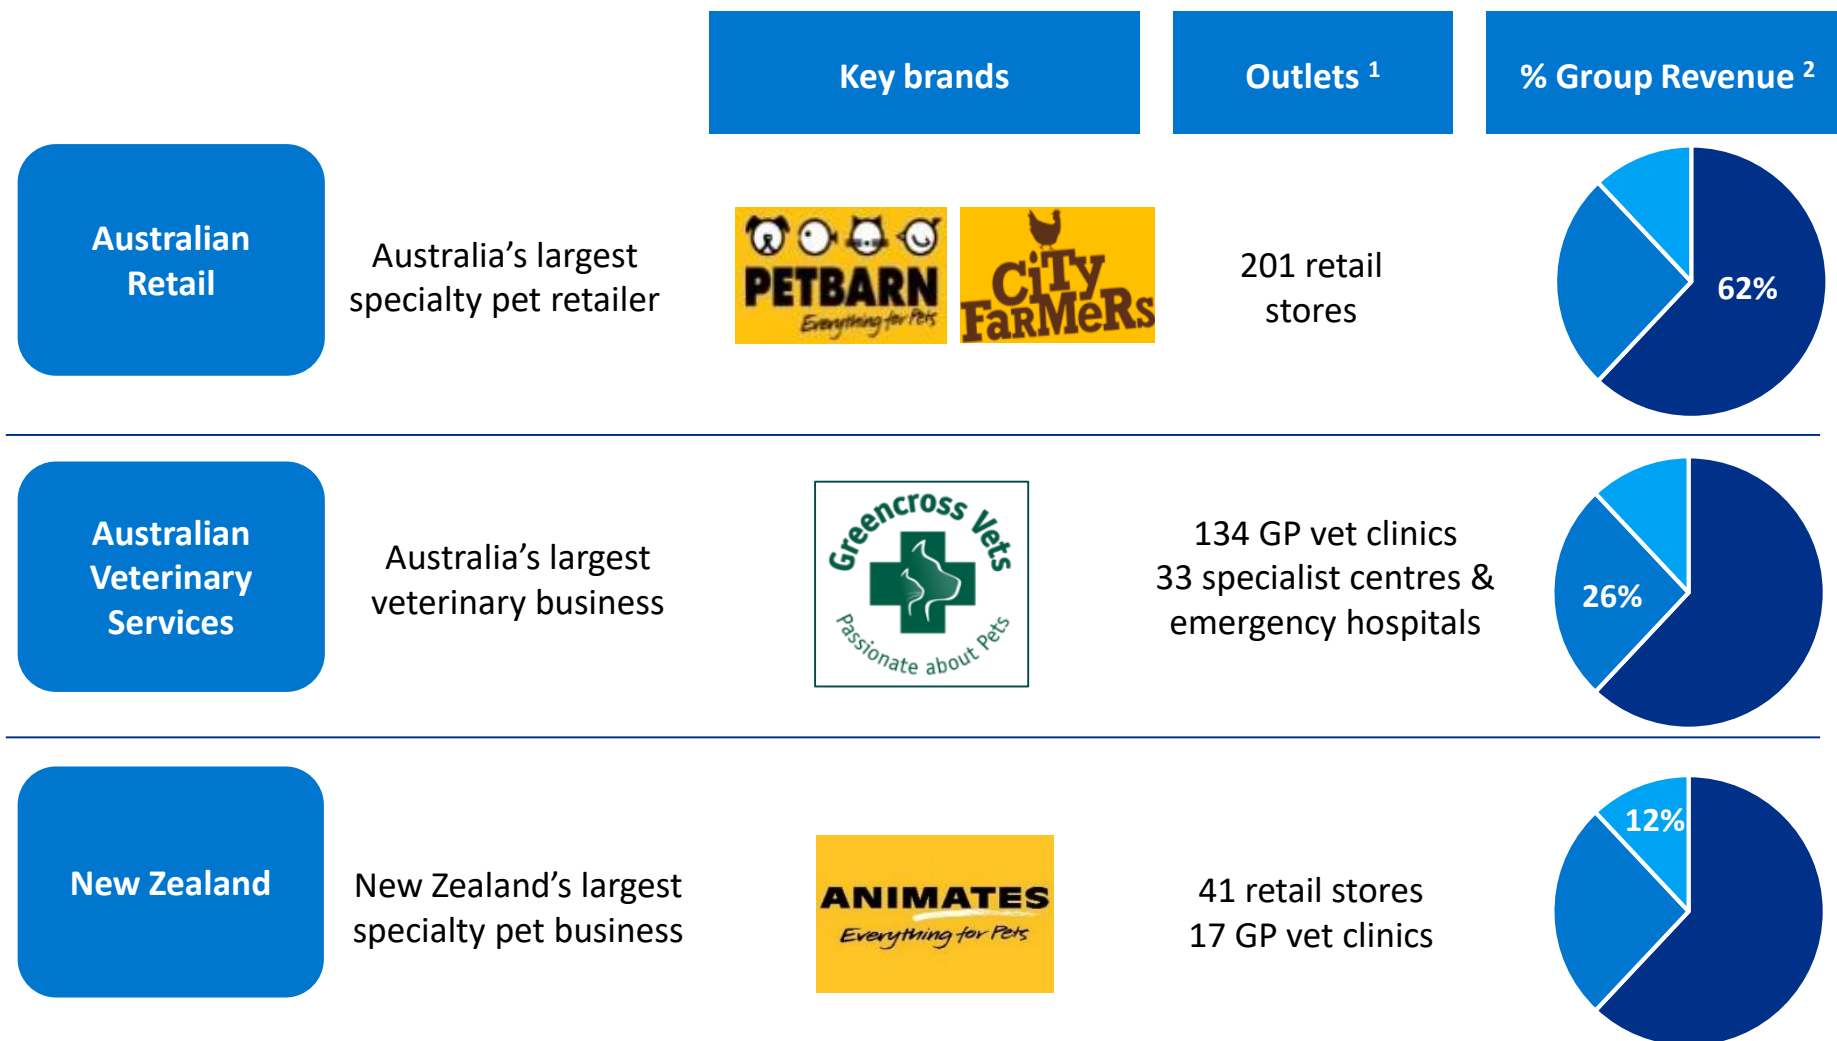 Key brands
Outlets 1
% Group Revenue 2
Australian
Retail
Australia’s largest
specialty pet retailer
PETBARN
Everything for Pets
CiTY
FaRMeRs
201 retail
stores
62%
Australian
Veterinary
Services
Australia’s largest
veterinary business
Greencross Vets
Passionate about Pets
134 GP vet clinics
33 specialist centres &
emergency hospitals
26%
New Zealand
New Zealand’s largest
specialty pet business
ANIMATES
Everything for Pets
41 retail stores
17 GP vet clinics
12%